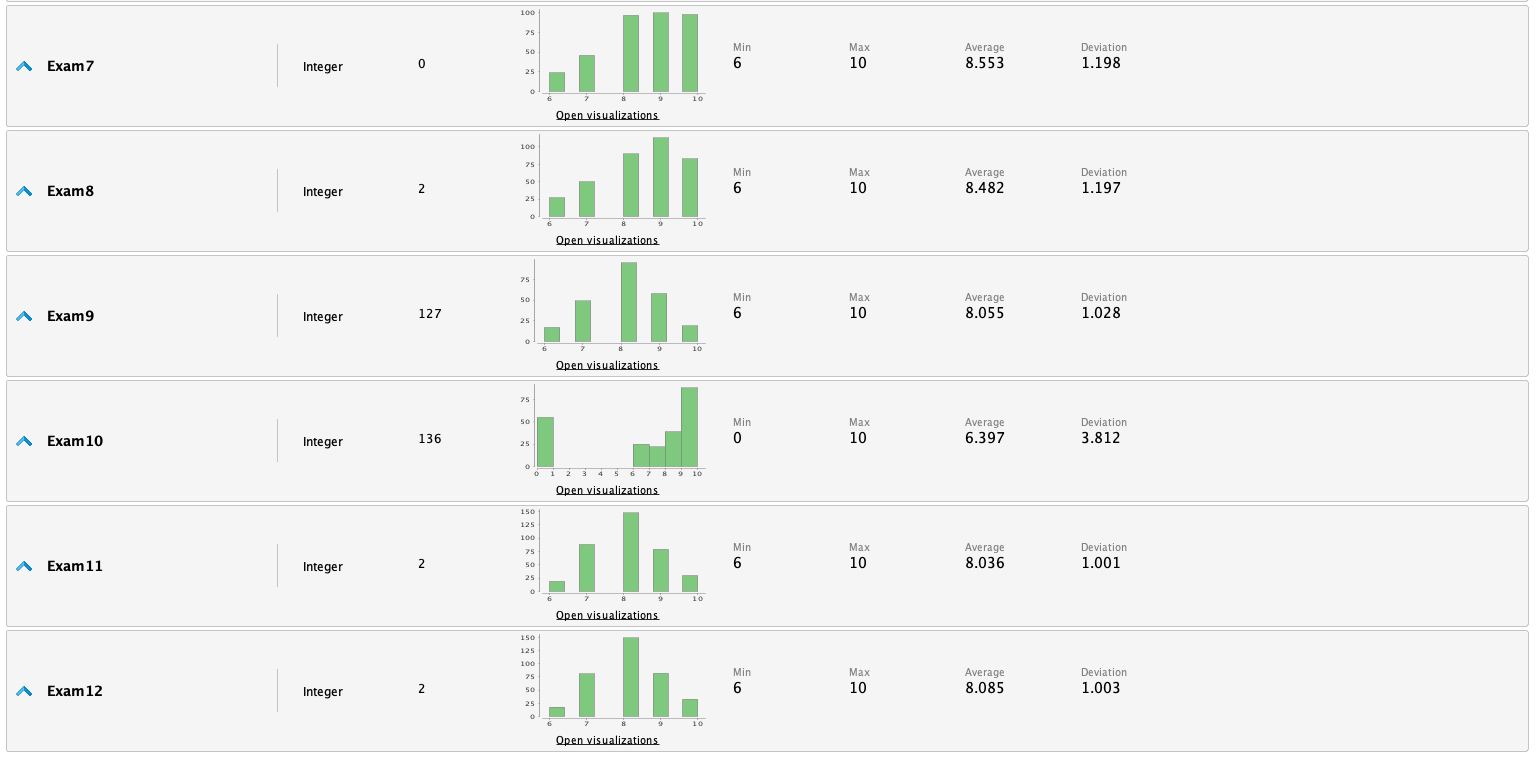 Exam7 Integer 0
100
75
50
25
0
6 7 8 9 10
Open visualizations
Min Max Average Deviation
6 10 8.553 1.198
Exam8 Integer 2
100
75
50
25
0
6 7 8 9 10
Open visualizations
Min Max Average Deviation
6 10 8.482 1.197
Exam9 Integer 127
75
50
25
0
6 7 8 9 10
Open visualizations
Min Max Average Deviation
6 10 8.055 1.028
Exam10 Integer 136
75
50
25
0
0 1 2 3 4 5 6 7 8 9 10
Open visualizations
Min Max Average Deviation
0 10 6.397 3.812
Exam11 Integer 2
150
125
100
75
50
25
0
6 7 8 9 10
Open visualizations
Min Max Average Deviation
6 10 8.036 1.001
Exam12 Integer 2
150
125
100
75
50
25
0
6 7 8 9 10
Open visualizations
Min Max Average Deviation
6 10 8.085 1.003